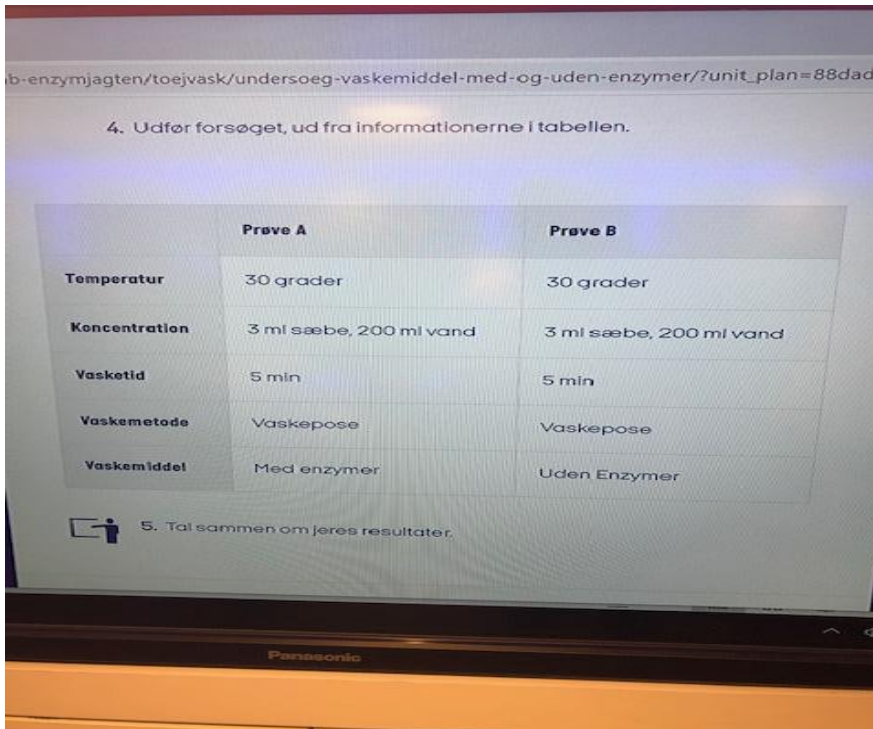 b-enzymjagten/toejvask/undersoeg-vaskemiddel-med-og-uden-enzymer/?unit_plan=88dad
4. Udfør forsøget, ud fra informationerne i tabellen.
Prøve A Prøve B
Temperatur 30 grader 30 grader
Koncentration 3 ml sæbe, 200 ml vand 3 ml sæbe, 200 ml vand
Vasketid 5 min 5 min
Vaskemetode Vaskepose Vaskepose
Vaskemiddel Med enzymer Uden Enzymer
5. Tal sammen om jeres resultater.
Panasonic